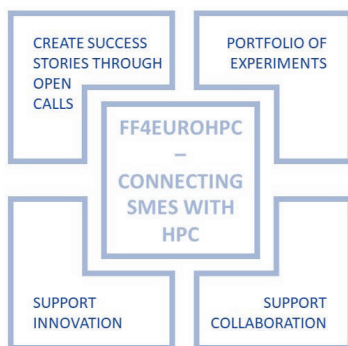 CREATE SUCCESS
STORIES THROUGH
OPEN
CALLS
PORTFOLIO OF
EXPERIMENTS
FF4EUROHPC
–
CONNECTING
SMES WITH
HPC
SUPPORT
INNOVATION
SUPPORT
COLLABORATION